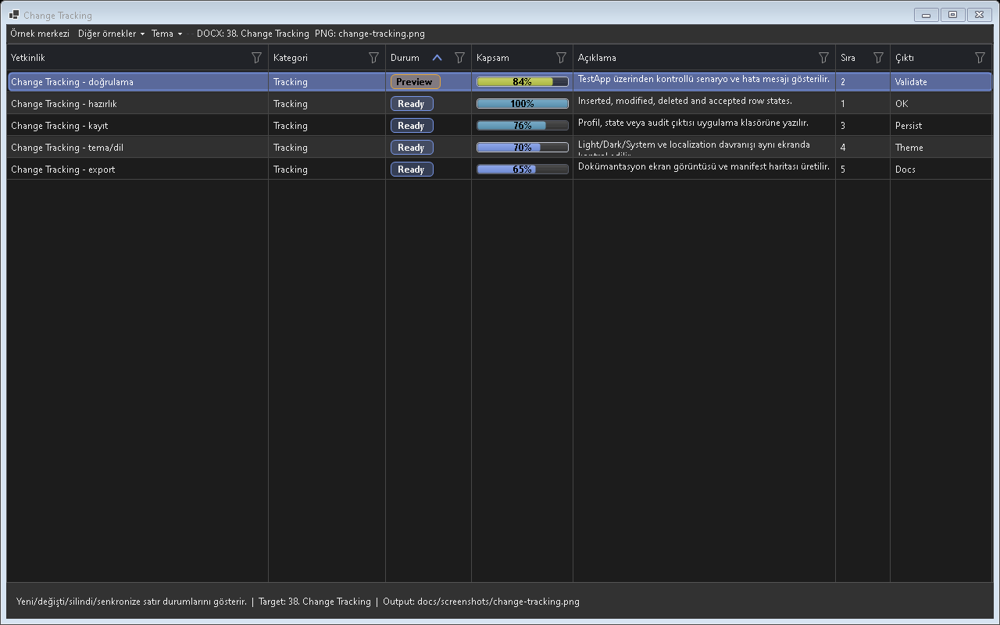 Change Tracking
Örnek merkezi Diğer örnekler Tema DOCX: 38. Change Tracking PNG: change-tracking.png
Yetkinlik Kategori Durum Kapsam Açıklama Sıra Çıktı
Change Tracking - doğrulama Tracking Preview 84% TestApp üzerinden kontrollü senaryo ve hata mesajı gösterilir. 2 Validate
Change Tracking - hazırlık Tracking Ready 100% Inserted, modified, deleted and accepted row states. 1 OK
Change Tracking - kayıt Tracking Ready 76% Profil, state veya audit çıktısı uygulama klasörüne yazılır. 3 Persist
Change Tracking - tema/dil Tracking Ready 70% Light/Dark/System ve localization davranışı aynı ekranda 4 Theme
Change Tracking - export Tracking Ready 65% Dokümantasyon ekran görüntüsü ve manifest haritası üretilir. 5 Docs
Yeni/değişti/silindi/senkronize satır durumlarını gösterir. | Target: 38. Change Tracking | Output: docs/screenshots/change-tracking.png